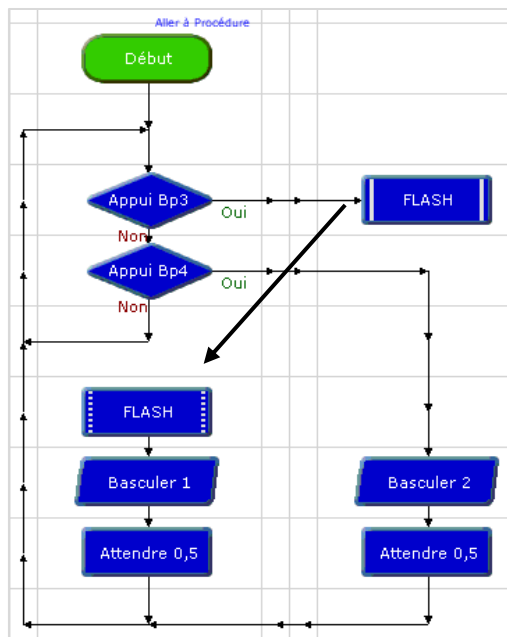 Aller à Procédure
Début
Appui Bp3
Oui
FLASH
Non
Appui Bp4
Oui
Non
FLASH
Basculer 1
Basculer 2
Attendre 0,5
Attendre 0,5